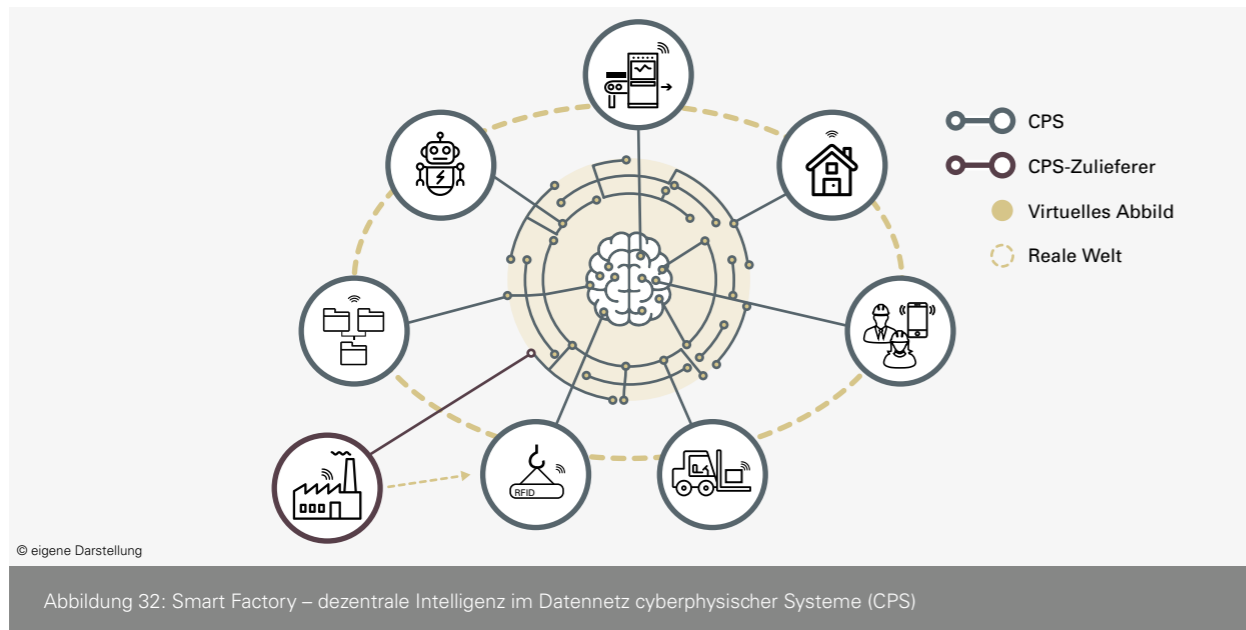 CPS
CPS-Zulieferer
Virtuelles Abbild
Reale Welt
RFID
© eigene Darstellung
Abbildung 32: Smart Factory – dezentrale Intelligenz im Datennetz cyberphysischer Systeme (CPS)